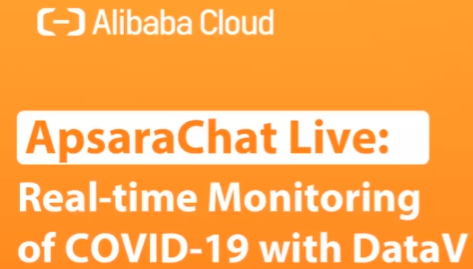 Alibaba Cloud
ApsaraChat Live:
Real-time Monitoring
of COVID-19 with DataV